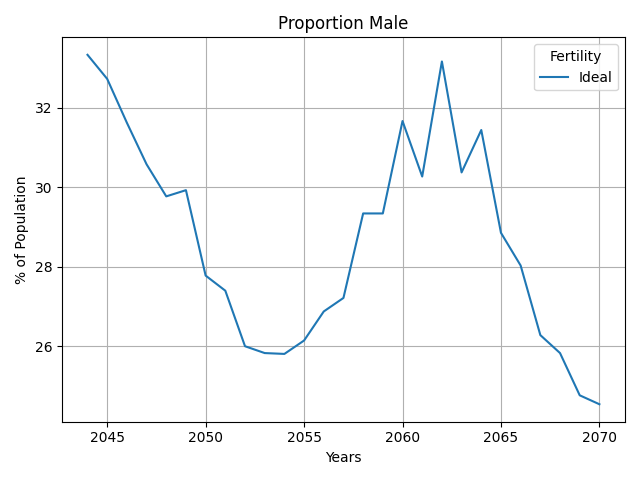 Proportion Male
Fertility
Ideal
% of Population
32
30
28
26
2045 2050 2055 2060 2065 2070
Years